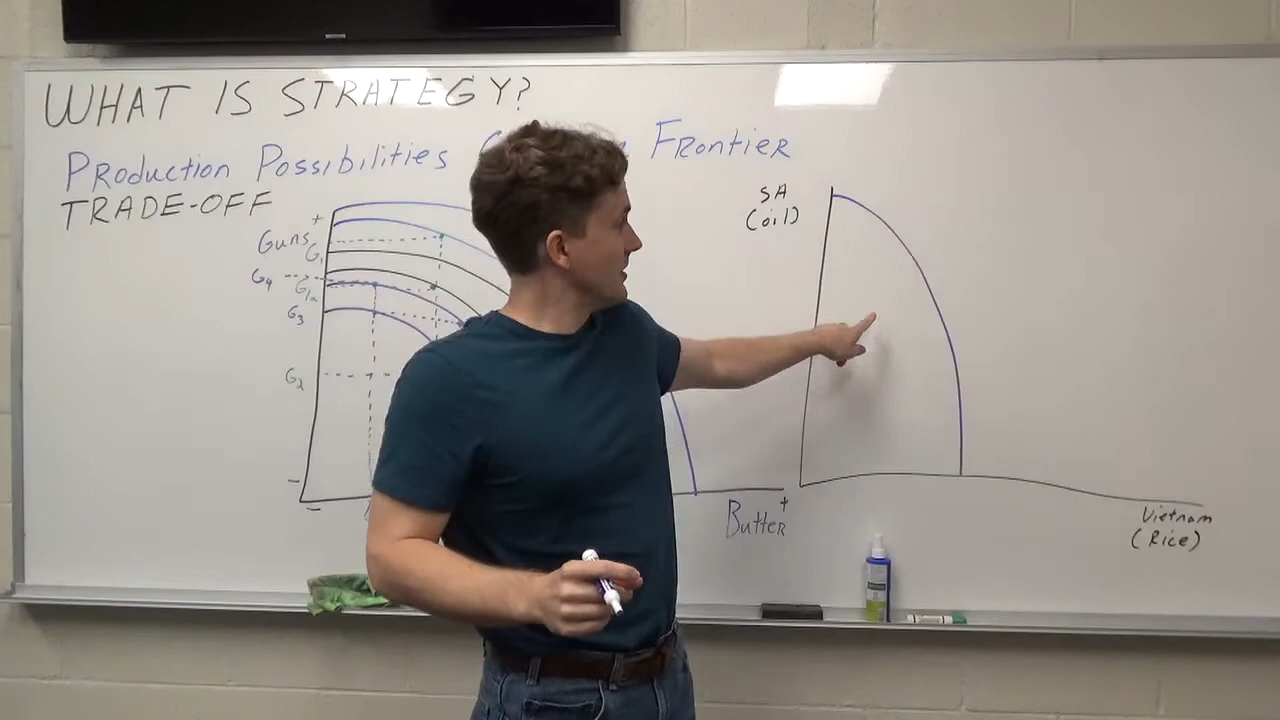 WHAT IS STRATEGY?
Production Possibilities Frontier
TRADE-OFF
+
Guns
G1
G4
G1a
G3
G2
-
-
Butter
+
SA
(oil)
Vietnam
(Rice)